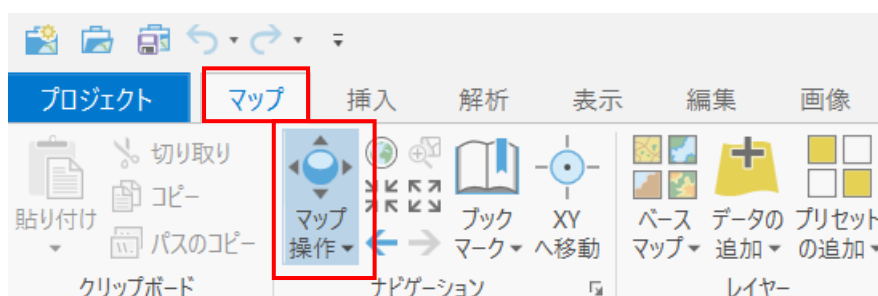 プロジェクト マップ 挿入 解析 表示 編集 画像
貼り付け
切り取り
コピー
パスのコピー
マップ
操作
ブック
マーク
XY
へ移動
ベース
マップ
データの
追加
プリセット
の追加
クリップボード ナビゲーション レイヤー